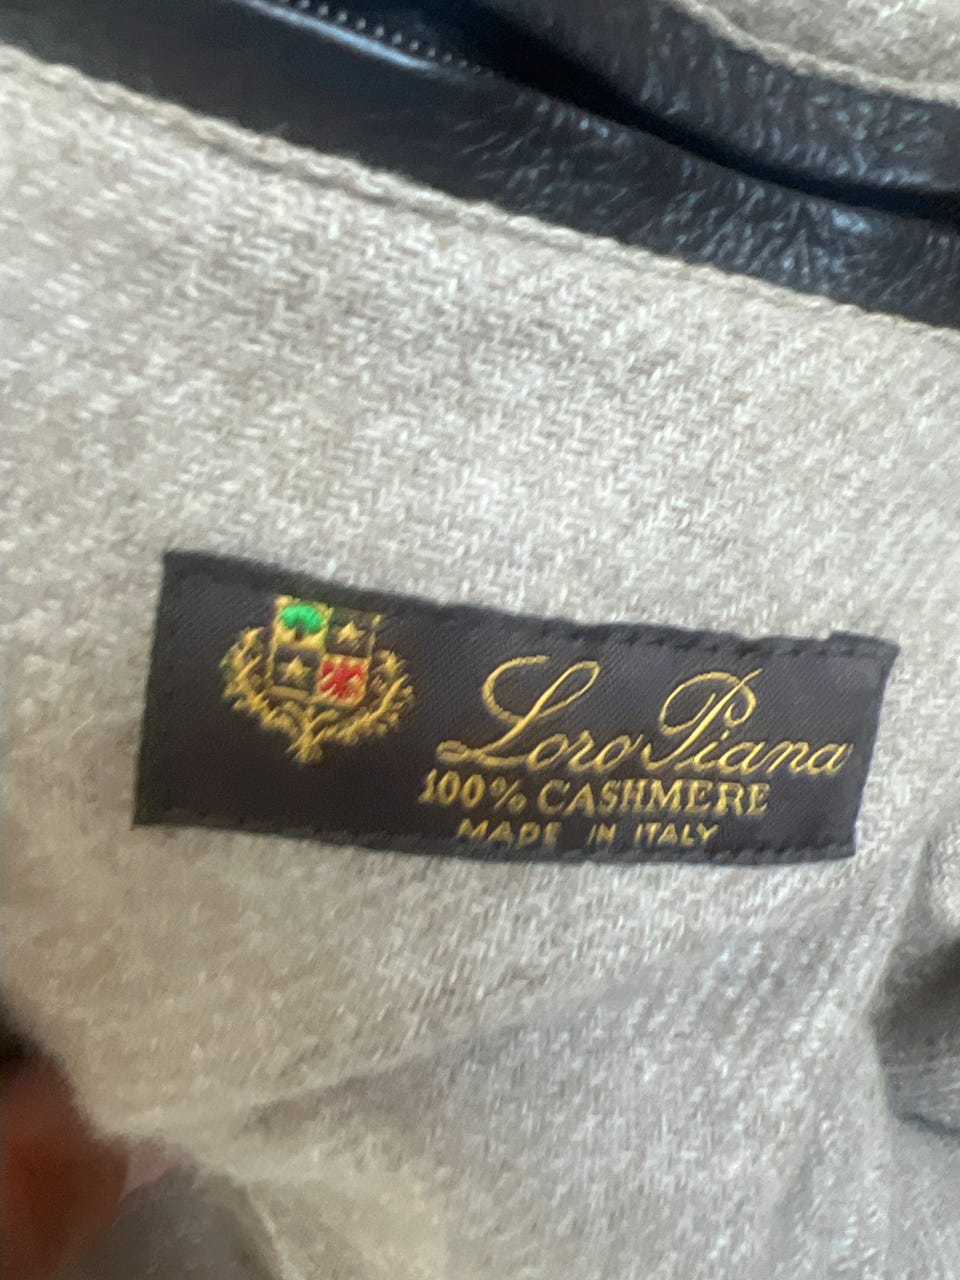 Loro Piana
100% CASHMERE
MADE IN ITALY